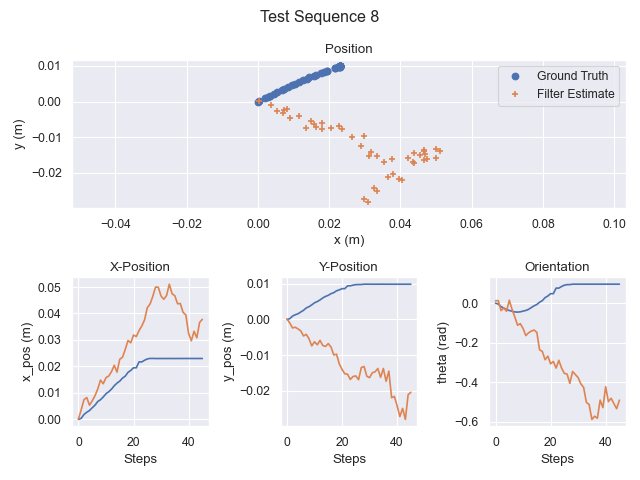 Test Sequence 8
Position
Ground Truth
Filter Estimate
0.01
0.00
−0.01
−0.02
y (m)
−0.04 −0.02 0.00 0.02 0.04 0.06 0.08 0.10
x (m)
X-Position Y-Position Orientation
0.05
0.04
0.03
0.02
0.01
0.00
x_pos (m)
0 20 40
Steps
0.01
0.00
−0.01
−0.02
y_pos (m)
0 20 40
Steps
0.0
−0.2
−0.4
−0.6
theta (rad)
0 20 40
Steps